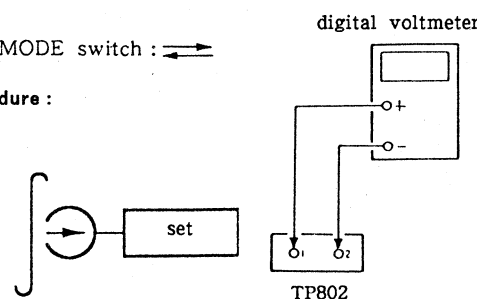 digital voltmeter
MODE switch :
dure :
+
−
set
1 2
TP802